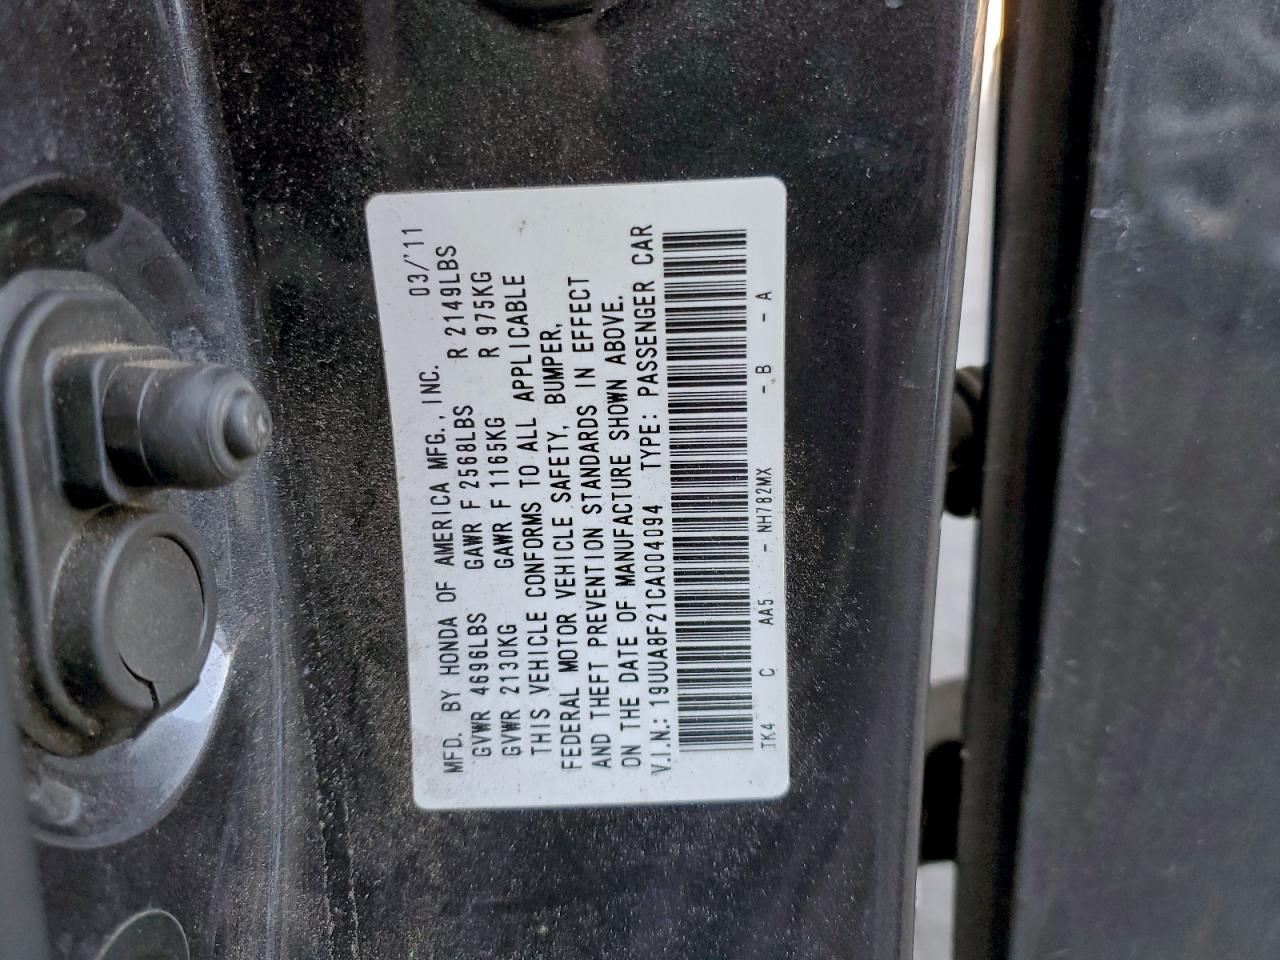 MFD. BY HONDA OF AMERICA MFG., INC. 03/'11
GVWR 4696LBS GAWR F 2568LBS R 2149LBS
GVWR 2130KG GAWR F 1165KG R 975KG
THIS VEHICLE CONFORMS TO ALL APPLICABLE
FEDERAL MOTOR VEHICLE SAFETY, BUMPER,
AND THEFT PREVENTION STANDARDS IN EFFECT
ON THE DATE OF MANUFACTURE SHOWN ABOVE.
V.I.N.: 19UUA8F21CA004094 TYPE: PASSENGER CAR
TK4 C AA5 - NH782MX - B - A